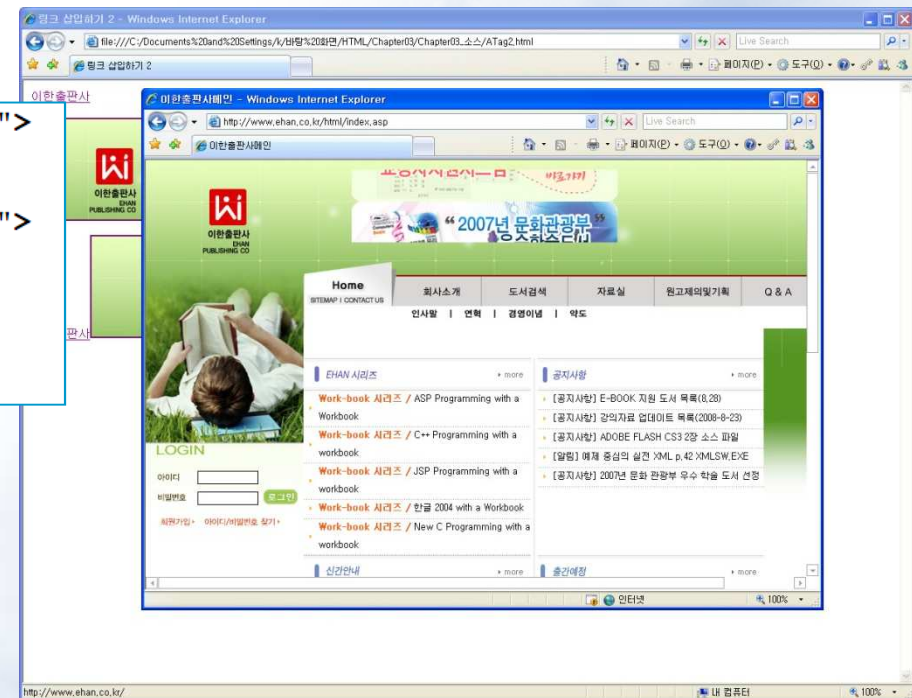 링크 삽입하기 2 - Windows Internet Explorer
file:///C:/Documents%20and%20Settings/k/바탕%20화면/HTML/Chapter03/Chapter03_소스/ATag2.html
Live Search
링크 삽입하기 2
페이지(P)
도구(O)
이한출판사
">
">
이한출판사
EHAN
PUBLISHING CO
판사
이한출판사메인 - Windows Internet Explorer
http://www.ehan.co.kr/html/index.asp
Live Search
이한출판사메인
페이지(P)
도구(O)
바로가기
이한출판사
EHAN
PUBLISHING CO
“2007년 문화관광부”
Home
SITEMAP | CONTACT US
회사소개
도서검색
자료실
원고제의및기획
Q & A
인사말 | 연혁 | 경영이념 | 약도
EHAN 시리즈
more
Work-book 시리즈 / ASP Programming with a
Workbook
Work-book 시리즈 / C++ Programming with a
workbook
Work-book 시리즈 / JSP Programming with a
workbook
Work-book 시리즈 / 한글 2004 with a Workbook
Work-book 시리즈 / New C Programming with a
workbook
공지사항
more
[공지사항] E-BOOK 지원 도서 목록(8.28)
[공지사항] 강의자료 업데이트 목록(2008-8-23)
[공지사항] ADOBE FLASH CS3 2장 소스 파일
[알림] 예제 중심의 실전 XML p.42 XMLSW.EXE
[공지사항] 2007년 문화 관광부 우수 학술 도서 선정
LOGIN
아이디
비밀번호
로그인
회원가입
아이디/비밀번호 찾기
신간안내
more
출간예정
more
인터넷
100%
http://www.ehan.co.kr/
내 컴퓨터
100%